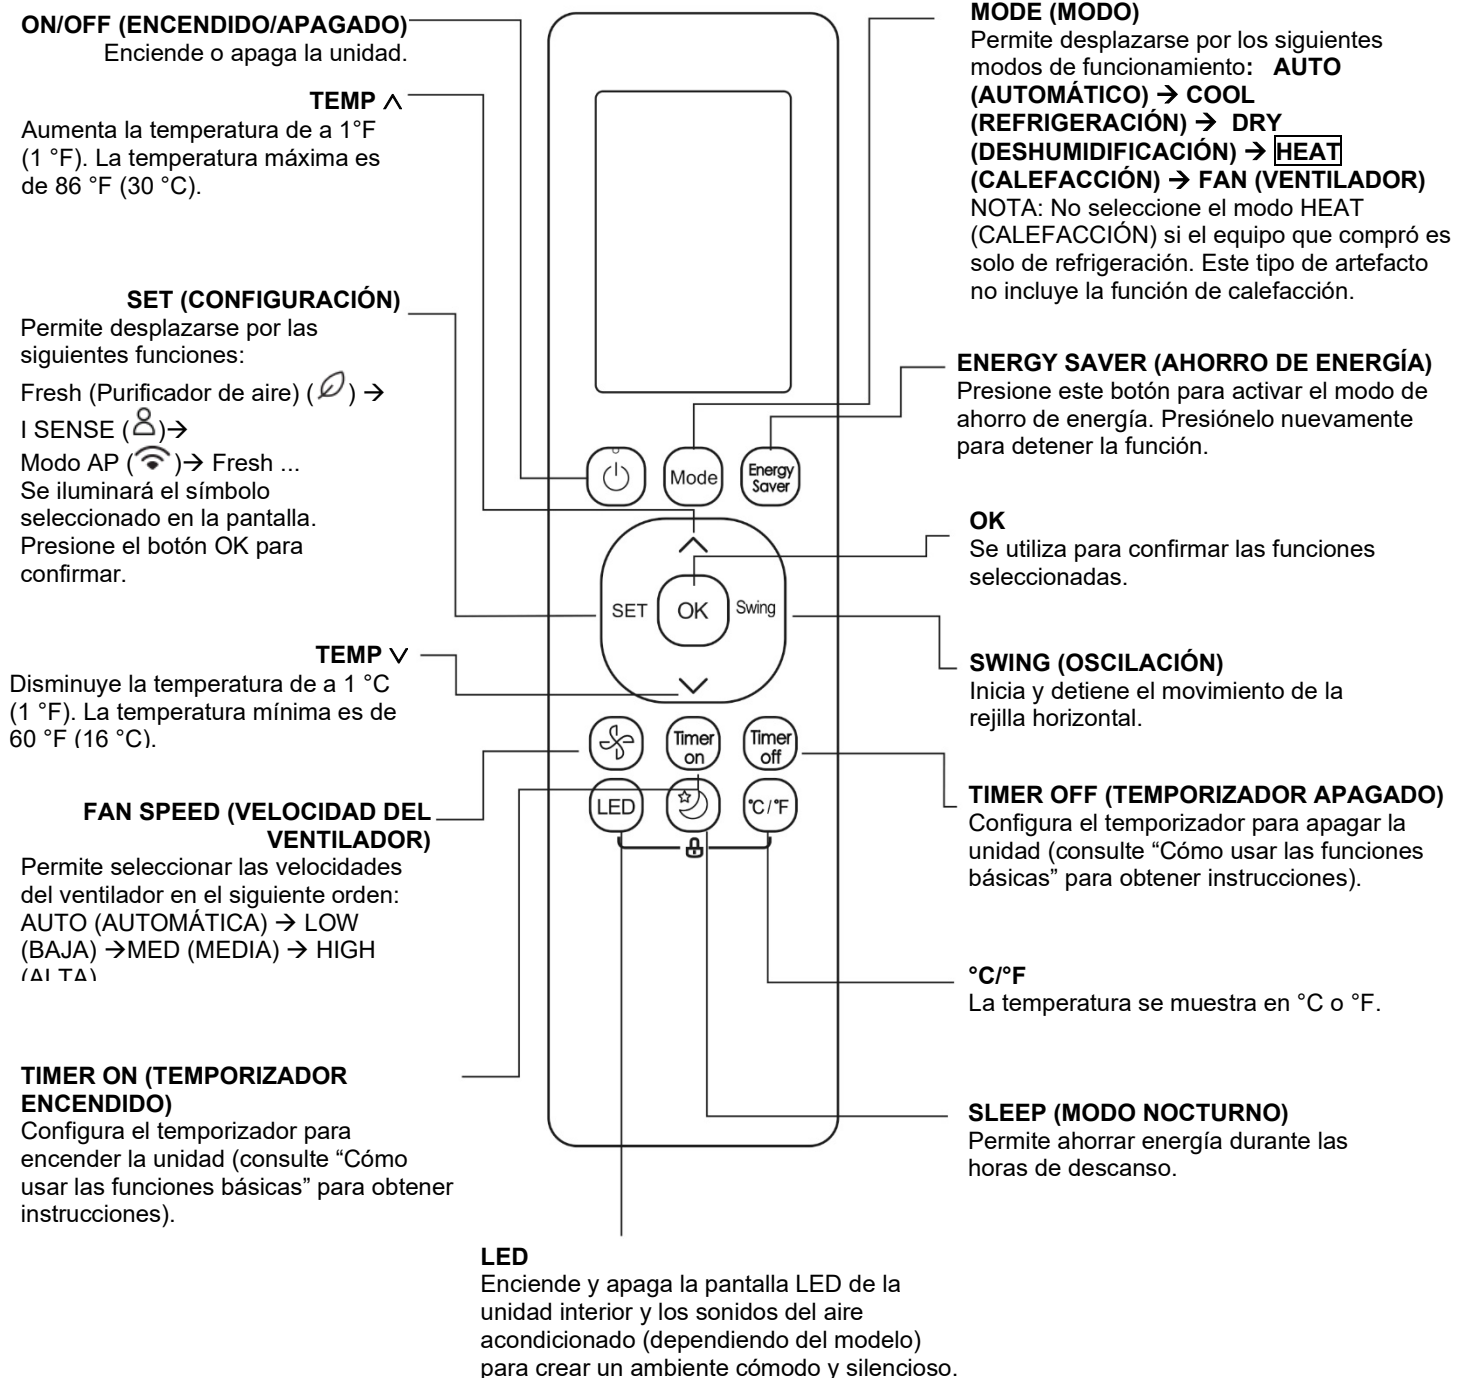 ON/OFF (ENCENDIDO/APAGADO)
Enciende o apaga la unidad.
TEMP ∧
Aumenta la temperatura de a 1°F
(1 °F). La temperatura máxima es
de 86 °F (30 °C).
SET (CONFIGURACIÓN)
Permite desplazarse por las
siguientes funciones:
Fresh (Purificador de aire) ( ) →
I SENSE ( )→
Modo AP ( )→ Fresh ...
Se iluminará el símbolo
seleccionado en la pantalla.
Presione el botón OK para
confirmar.
TEMP ∨
Disminuye la temperatura de a 1 °C
(1 °F). La temperatura mínima es de
60 °F (16 °C).
FAN SPEED (VELOCIDAD DEL
VENTILADOR)
Permite seleccionar las velocidades
del ventilador en el siguiente orden:
AUTO (AUTOMÁTICA) → LOW
(BAJA) →MED (MEDIA) → HIGH
(ALTA)
TIMER ON (TEMPORIZADOR
ENCENDIDO)
Configura el temporizador para
encender la unidad (consulte “Cómo
usar las funciones básicas” para obtener
instrucciones).
Mode
Energy
Saver
SET
OK
Swing
Timer
on
Timer
off
LED
°C/°F
LED
Enciende y apaga la pantalla LED de la
unidad interior y los sonidos del aire
acondicionado (dependiendo del modelo)
para crear un ambiente cómodo y silencioso.
MODE (MODO)
Permite desplazarse por los siguientes
modos de funcionamiento: AUTO
(AUTOMÁTICO) → COOL
(REFRIGERACIÓN) → DRY
(DESHUMIDIFICACIÓN) → HEAT
(CALEFACCIÓN) → FAN (VENTILADOR)
NOTA: No seleccione el modo HEAT
(CALEFACCIÓN) si el equipo que compró es
solo de refrigeración. Este tipo de artefacto
no incluye la función de calefacción.
ENERGY SAVER (AHORRO DE ENERGÍA)
Presione este botón para activar el modo de
ahorro de energía. Presiónelo nuevamente
para detener la función.
OK
Se utiliza para confirmar las funciones
seleccionadas.
SWING (OSCILACIÓN)
Inicia y detiene el movimiento de la
rejilla horizontal.
TIMER OFF (TEMPORIZADOR APAGADO)
Configura el temporizador para apagar la
unidad (consulte “Cómo usar las funciones
básicas” para obtener instrucciones).
°C/°F
La temperatura se muestra en °C o °F.
SLEEP (MODO NOCTURNO)
Permite ahorrar energía durante las
horas de descanso.